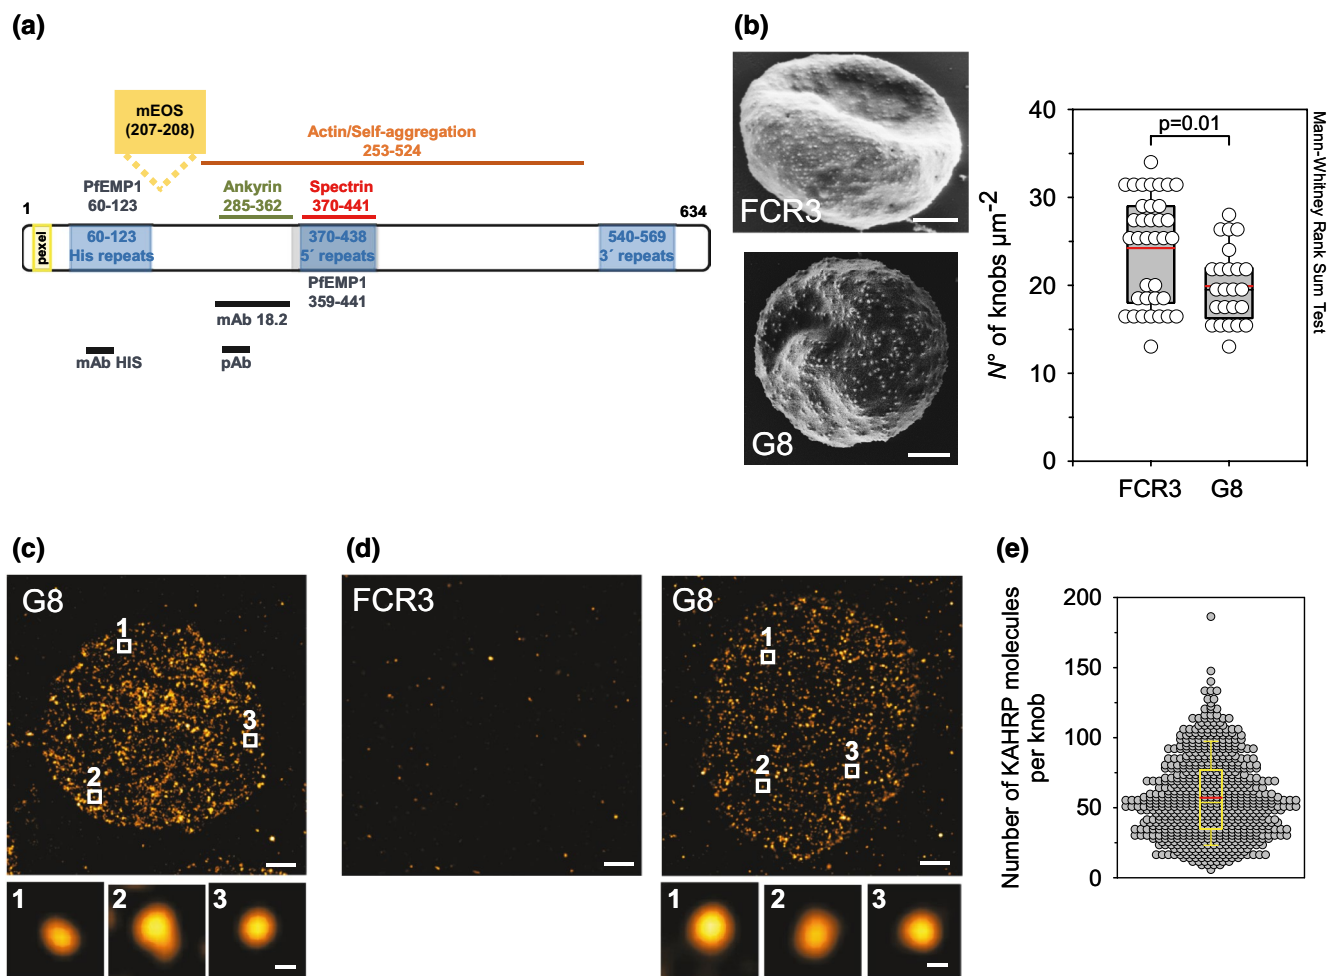 (a)
mEOS
(207-208)
Actin/Self-aggregation
253-524
PfEMP1
60-123
Ankyrin
285-362
Spectrin
370-441
1
634
pexel
60-123
His repeats
370-438
5´ repeats
540-569
3´ repeats
PfEMP1
359-441
mAb 18.2
mAb HIS
pAb
(b)
FCR3
G8
N° of knobs µm-2
40
30
20
10
0
p=0.01
FCR3
G8
Mann-Whitney Rank Sum Test
(c)
G8
1
2
3
1
2
3
(d)
FCR3
G8
1
2
3
1
2
3
(e)
Number of KAHRP molecules
per knob
200
150
100
50
0